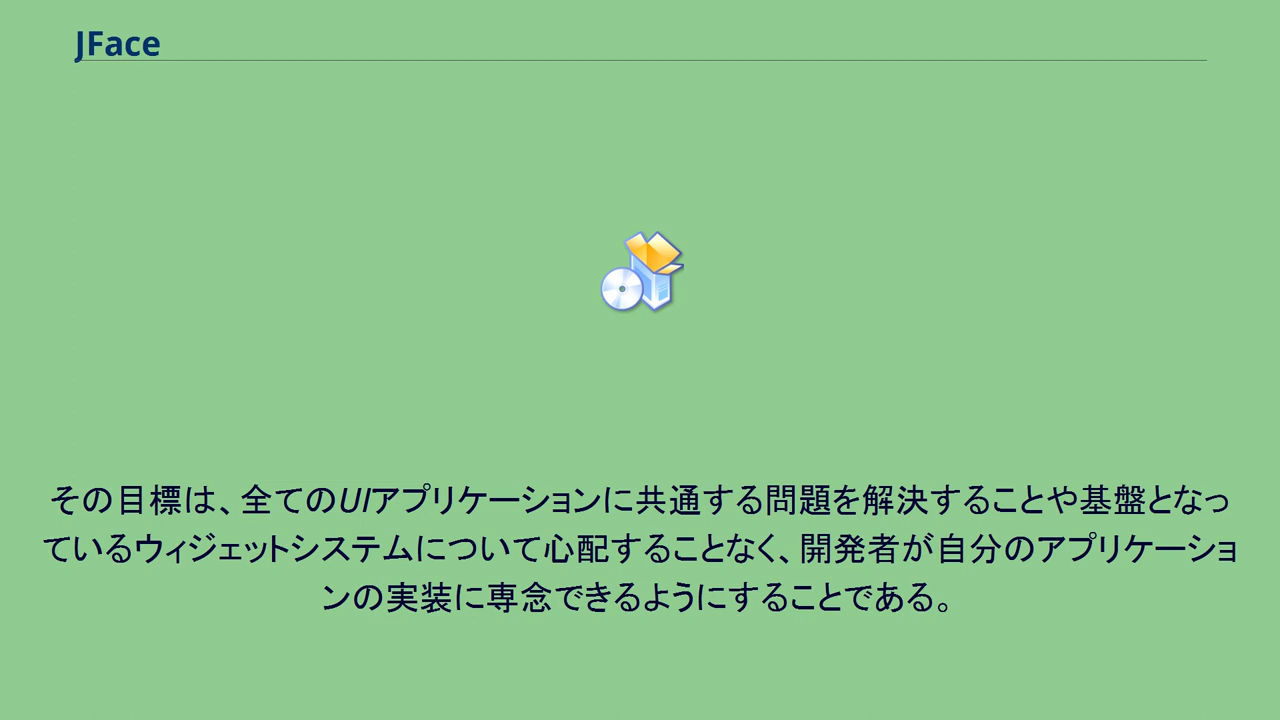 JFace
その目標は、全てのUIアプリケーションに共通する問題を解決することや基盤となっ
ているウィジェットシステムについて心配することなく、開発者が自分のアプリケーショ
ンの実装に専念できるようにすることである。